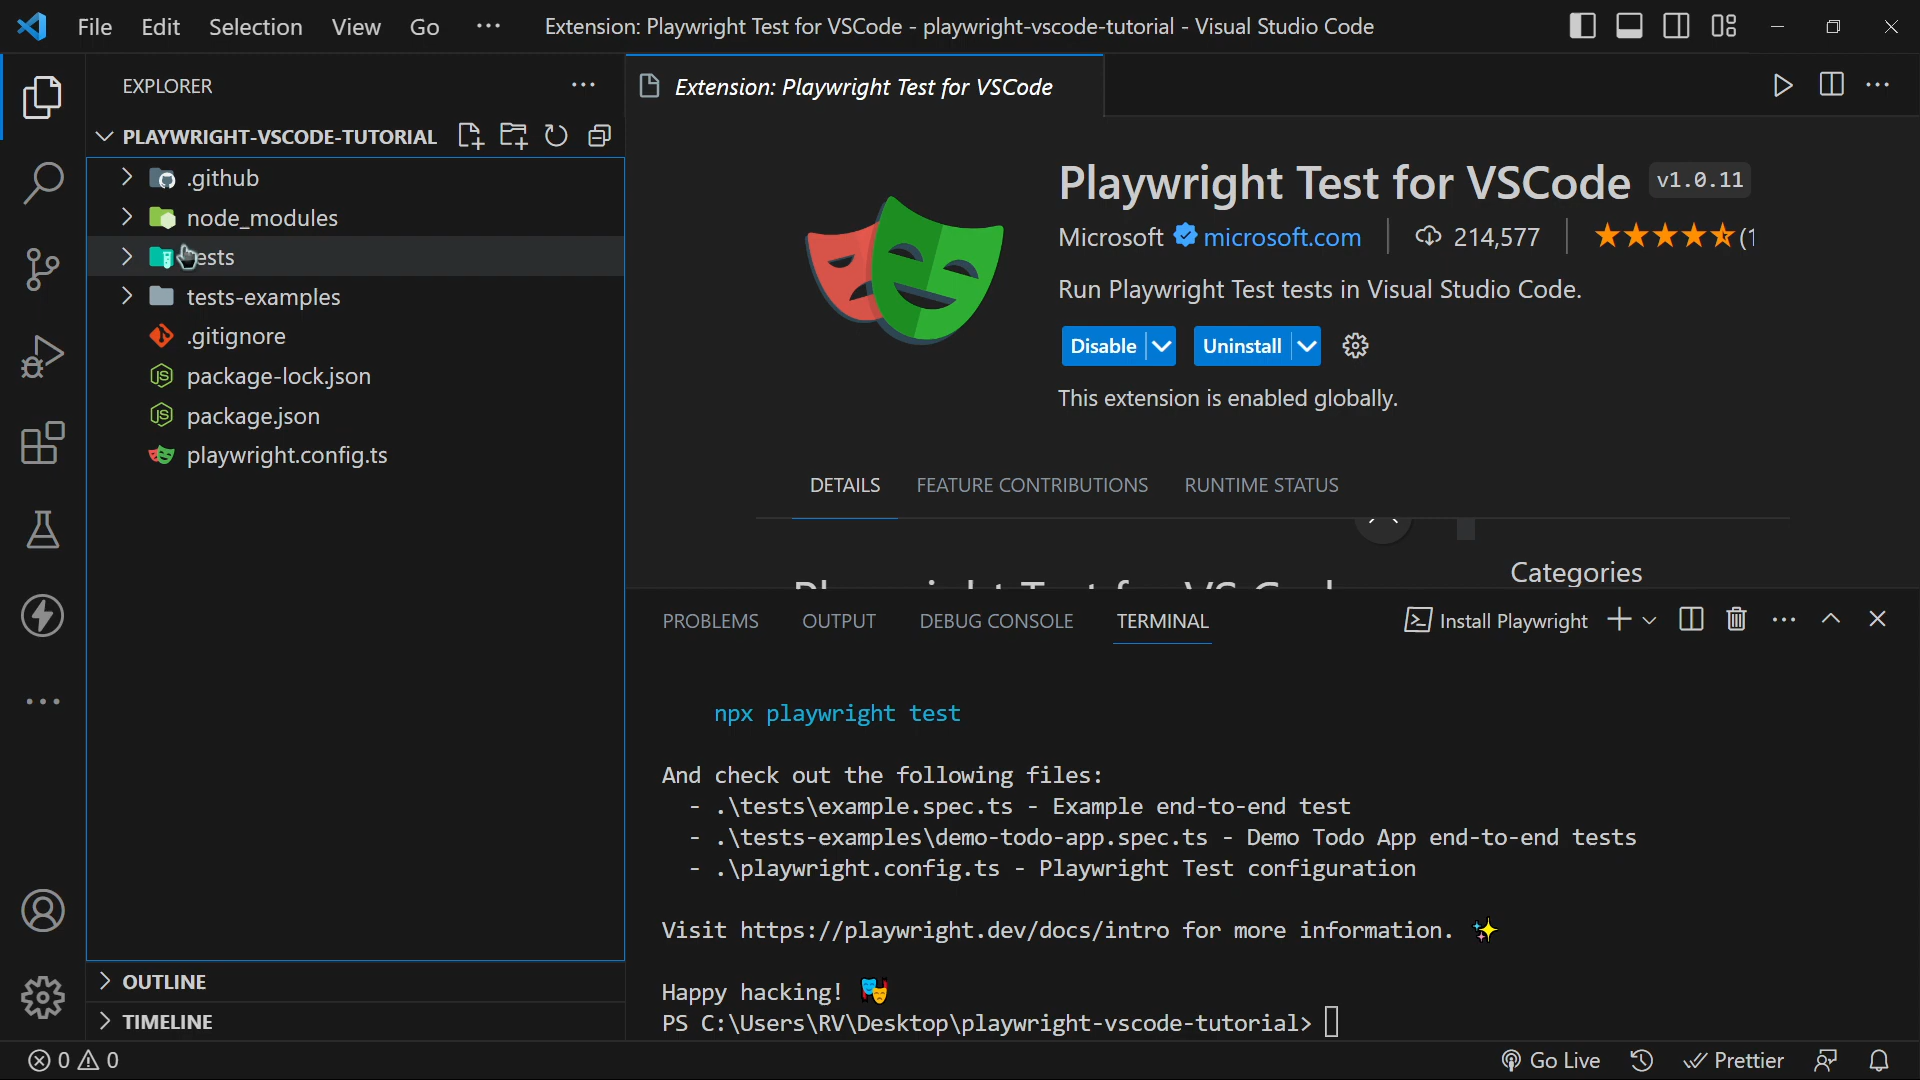 File Edit Selection View Go ··· Extension: Playwright Test for VSCode - playwright-vscode-tutorial - Visual Studio Code
EXPLORER ···
PLAYWRIGHT-VSCODE-TUTORIAL
.github
node_modules
tests
tests-examples
.gitignore
package-lock.json
package.json
playwright.config.ts
OUTLINE
TIMELINE
Extension: Playwright Test for VSCode
Playwright Test for VSCode v1.0.11
Microsoft microsoft.com 214,577 (1
Run Playwright Test tests in Visual Studio Code.
Disable Uninstall
This extension is enabled globally.
DETAILS FEATURE CONTRIBUTIONS RUNTIME STATUS
Categories
PROBLEMS OUTPUT DEBUG CONSOLE TERMINAL Install Playwright
npx playwright test
And check out the following files:
- .\tests\example.spec.ts - Example end-to-end test
- .\tests-examples\demo-todo-app.spec.ts - Demo Todo App end-to-end tests
- .\playwright.config.ts - Playwright Test configuration
Visit https://playwright.dev/docs/intro for more information. ✨
Happy hacking! 🎭
PS C:\Users\RV\Desktop\playwright-vscode-tutorial>
0 0 Go Live Prettier